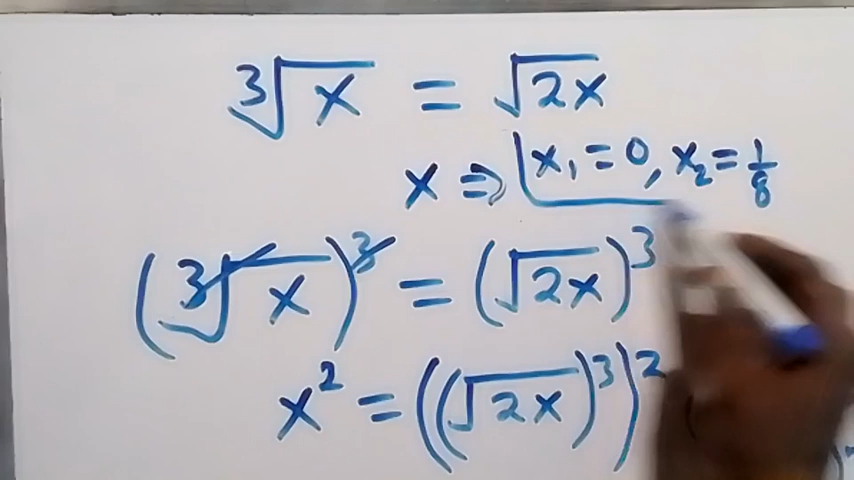 ∛x = √2x
x ⇒ x₁ = 0, x₂ = 1/8
(∛x)³ = (√2x)³
x² = ((√2x)³)²